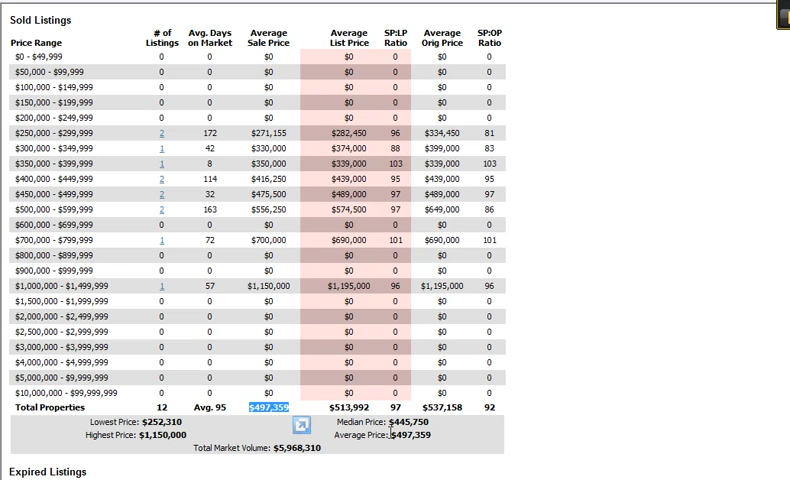 Sold Listings
# of Avg. Days Average Average SP:LP Average SP:OP
Price Range Listings on Market Sale Price List Price Ratio Orig Price Ratio
$0 - $49,999 0 0 $0 $0 0 $0 0
$50,000 - $99,999 0 0 $0 $0 0 $0 0
$100,000 - $149,999 0 0 $0 $0 0 $0 0
$150,000 - $199,999 0 0 $0 $0 0 $0 0
$200,000 - $249,999 0 0 $0 $0 0 $0 0
$250,000 - $299,999 2 172 $271,155 $282,450 96 $334,450 81
$300,000 - $349,999 1 42 $330,000 $374,000 88 $399,000 83
$350,000 - $399,999 1 8 $350,000 $339,000 103 $339,000 103
$400,000 - $449,999 2 114 $416,250 $439,000 95 $439,000 95
$450,000 - $499,999 2 32 $475,500 $489,000 97 $489,000 97
$500,000 - $599,999 2 163 $556,250 $574,500 97 $649,000 86
$600,000 - $699,999 0 0 $0 $0 0 $0 0
$700,000 - $799,999 1 72 $700,000 $690,000 101 $690,000 101
$800,000 - $899,999 0 0 $0 $0 0 $0 0
$900,000 - $999,999 0 0 $0 $0 0 $0 0
$1,000,000 - $1,499,999 1 57 $1,150,000 $1,195,000 96 $1,195,000 96
$1,500,000 - $1,999,999 0 0 $0 $0 0 $0 0
$2,000,000 - $2,499,999 0 0 $0 $0 0 $0 0
$2,500,000 - $2,999,999 0 0 $0 $0 0 $0 0
$3,000,000 - $3,999,999 0 0 $0 $0 0 $0 0
$4,000,000 - $4,999,999 0 0 $0 $0 0 $0 0
$5,000,000 - $9,999,999 0 0 $0 $0 0 $0 0
$10,000,000 - $99,999,999 0 0 $0 $0 0 $0 0
Total Properties 12 Avg. 95 $497,359 $513,992 97 $537,158 92
Lowest Price: $252,310 Median Price: $445,750
Highest Price: $1,150,000 Average Price: $497,359
Total Market Volume: $5,968,310
Expired Listings